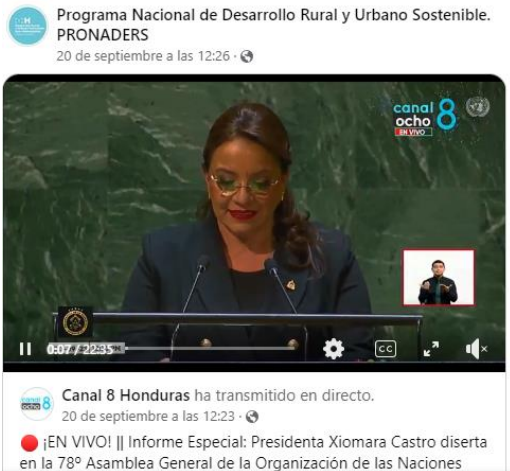 Programa Nacional de Desarrollo Rural y Urbano Sostenible.
PRONADERS
20 de septiembre a las 12:26 ·
canal 8
ocho
EN VIVO
0:07 / 22:35
CC
Canal 8 Honduras ha transmitido en directo.
20 de septiembre a las 12:23 ·
¡EN VIVO! || Informe Especial: Presidenta Xiomara Castro diserta
en la 78º Asamblea General de la Organización de las Naciones